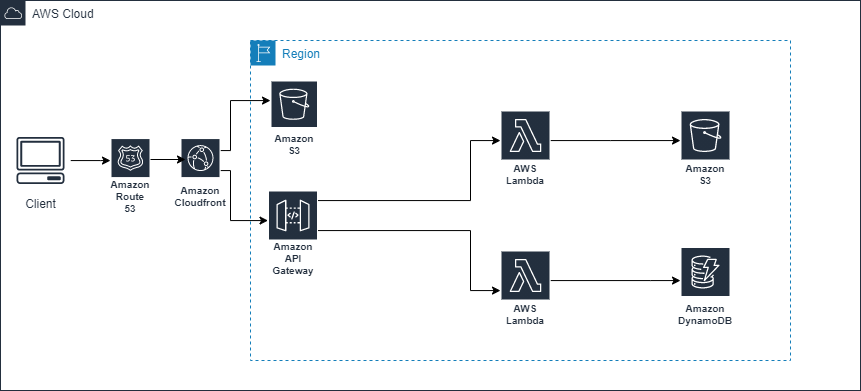 AWS Cloud
Region
Amazon
S3
Client
53
Amazon
Route
53
Amazon
Cloudfront
Amazon
API
Gateway
AWS
Lambda
Amazon
S3
AWS
Lambda
Amazon
DynamoDB